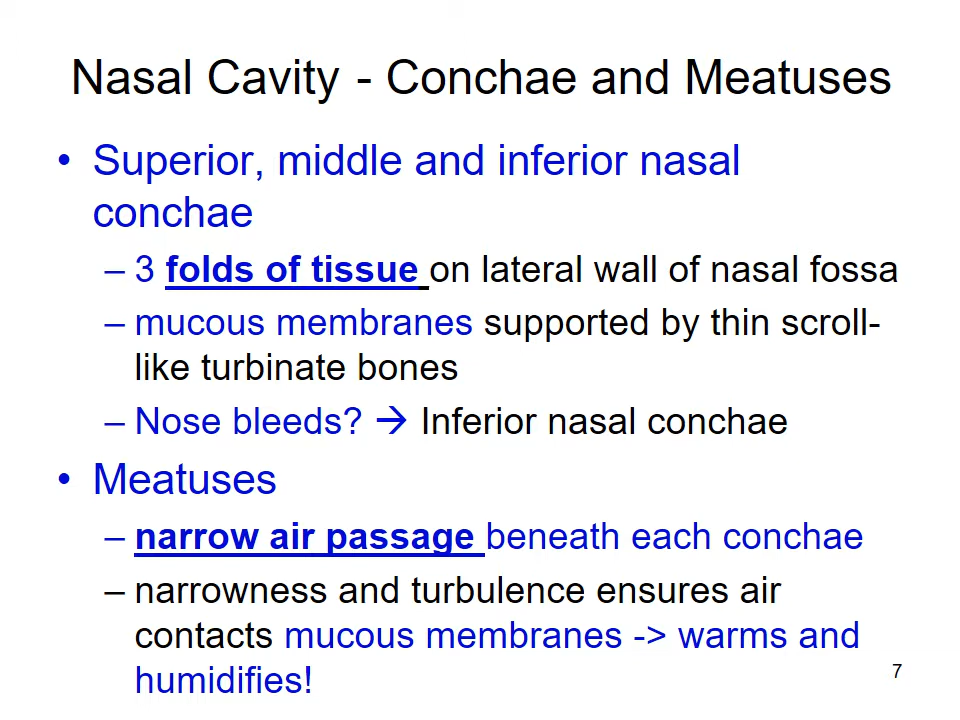 Nasal Cavity - Conchae and Meatuses
• Superior, middle and inferior nasal
conchae
– 3 folds of tissue on lateral wall of nasal fossa
– mucous membranes supported by thin scroll-
like turbinate bones
– Nose bleeds? → Inferior nasal conchae
• Meatuses
– narrow air passage beneath each conchae
– narrowness and turbulence ensures air
contacts mucous membranes -> warms and
humidifies!
7